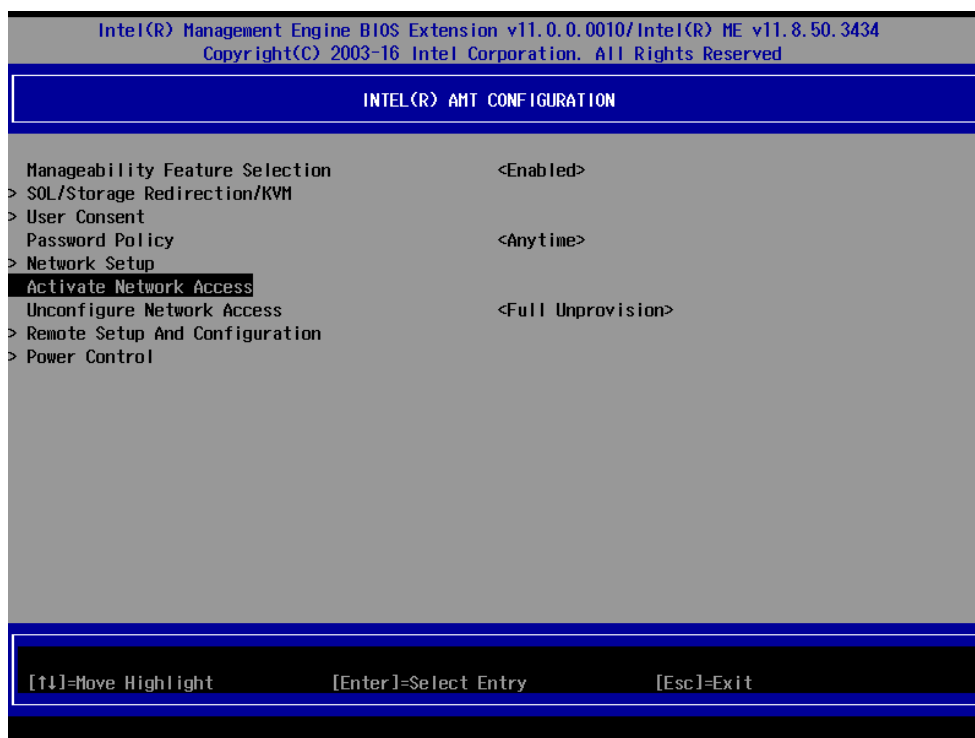 Intel(R) Management Engine BIOS Extension v11.0.0.0010/Intel(R) ME v11.8.50.3434
Copyright(C) 2003-16 Intel Corporation. All Rights Reserved
INTEL(R) AMT CONFIGURATION
Manageability Feature Selection <Enabled>
> SOL/Storage Redirection/KVM
> User Consent
Password Policy <Anytime>
> Network Setup
Activate Network Access
Unconfigure Network Access <Full Unprovision>
> Remote Setup And Configuration
> Power Control
[↑↓]=Move Highlight [Enter]=Select Entry [Esc]=Exit